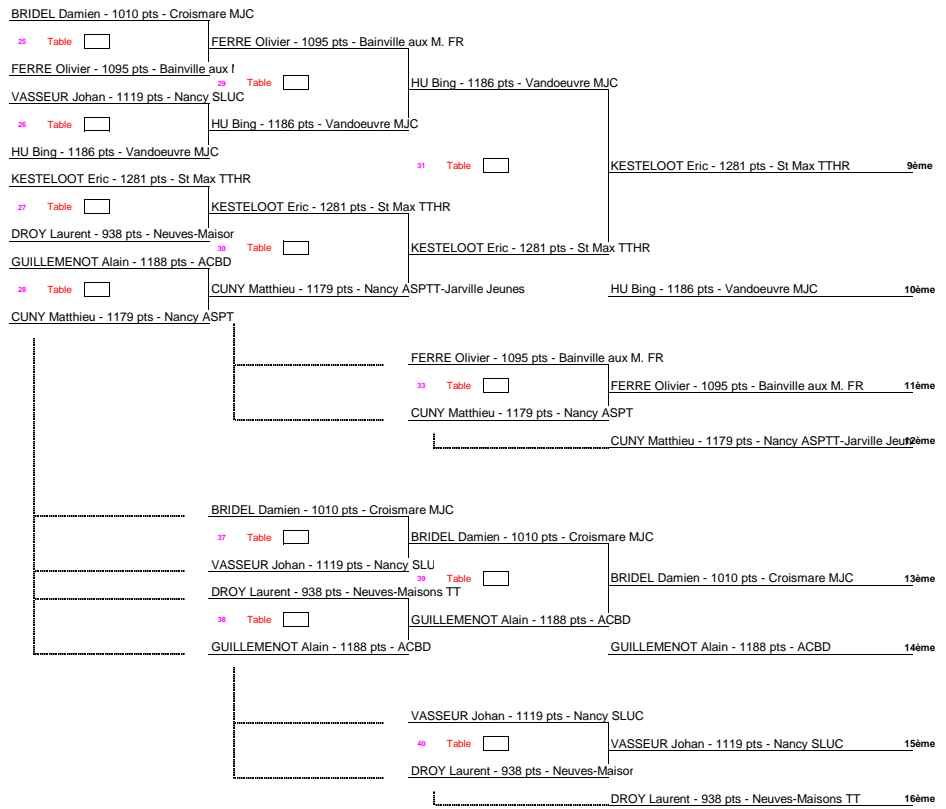 BRIDEL Damien - 1010 pts - Croismare MJC
25 Table
FERRE Olivier - 1095 pts - Bainville aux M. FR
FERRE Olivier - 1095 pts - Bainville aux
29 Table
HU Bing - 1186 pts - Vandoeuvre MJC
VASSEUR Johan - 1119 pts - Nancy SLUC
26 Table
HU Bing - 1186 pts - Vandoeuvre MJC
HU Bing - 1186 pts - Vandoeuvre MJC
31 Table
KESTELOOT Eric - 1281 pts - St Max TTHR 9ème
KESTELOOT Eric - 1281 pts - St Max TTHR
27 Table
KESTELOOT Eric - 1281 pts - St Max TTHR
DROY Laurent - 938 pts - Neuves-Maison
30 Table
KESTELOOT Eric - 1281 pts - St Max TTHR
GUILLEMENOT Alain - 1188 pts - ACBD
28 Table
CUNY Matthieu - 1179 pts - Nancy ASPTT-Jarville Jeunes
HU Bing - 1186 pts - Vandoeuvre MJC 10ème
CUNY Matthieu - 1179 pts - Nancy ASPT
FERRE Olivier - 1095 pts - Bainville aux M. FR
33 Table
FERRE Olivier - 1095 pts - Bainville aux M. FR 11ème
CUNY Matthieu - 1179 pts - Nancy ASPT
CUNY Matthieu - 1179 pts - Nancy ASPTT-Jarville Jeun 12ème
BRIDEL Damien - 1010 pts - Croismare MJC
37 Table
BRIDEL Damien - 1010 pts - Croismare MJC
VASSEUR Johan - 1119 pts - Nancy SLU
39 Table
BRIDEL Damien - 1010 pts - Croismare MJC 13ème
DROY Laurent - 938 pts - Neuves-Maisons TT
38 Table
GUILLEMENOT Alain - 1188 pts - ACBD
GUILLEMENOT Alain - 1188 pts - ACBD
GUILLEMENOT Alain - 1188 pts - ACBD 14ème
VASSEUR Johan - 1119 pts - Nancy SLUC
40 Table
VASSEUR Johan - 1119 pts - Nancy SLUC 15ème
DROY Laurent - 938 pts - Neuves-Maison
DROY Laurent - 938 pts - Neuves-Maisons TT 16ème